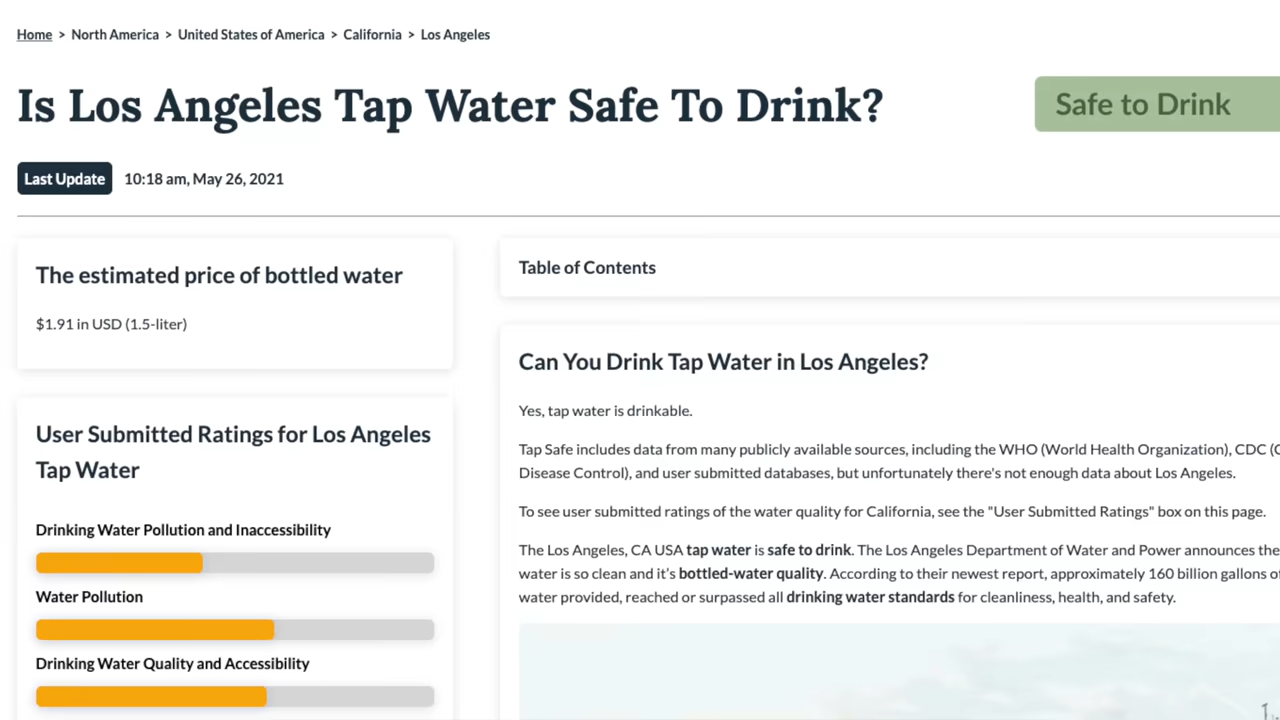 Home > North America > United States of America > California > Los Angeles
Is Los Angeles Tap Water Safe To Drink?
Safe to Drink
Last Update 10:18 am, May 26, 2021
The estimated price of bottled water
$1.91 in USD (1.5-liter)
User Submitted Ratings for Los Angeles
Tap Water
Drinking Water Pollution and Inaccessibility
Water Pollution
Drinking Water Quality and Accessibility
Table of Contents
Can You Drink Tap Water in Los Angeles?
Yes, tap water is drinkable.
Tap Safe includes data from many publicly available sources, including the WHO (World Health Organization), CDC (
Disease Control), and user submitted databases, but unfortunately there's not enough data about Los Angeles.
To see user submitted ratings of the water quality for California, see the "User Submitted Ratings" box on this page.
The Los Angeles, CA USA tap water is safe to drink. The Los Angeles Department of Water and Power announces the
water is so clean and it's bottled-water quality. According to their newest report, approximately 160 billion gallons
water provided, reached or surpassed all drinking water standards for cleanliness, health, and safety.